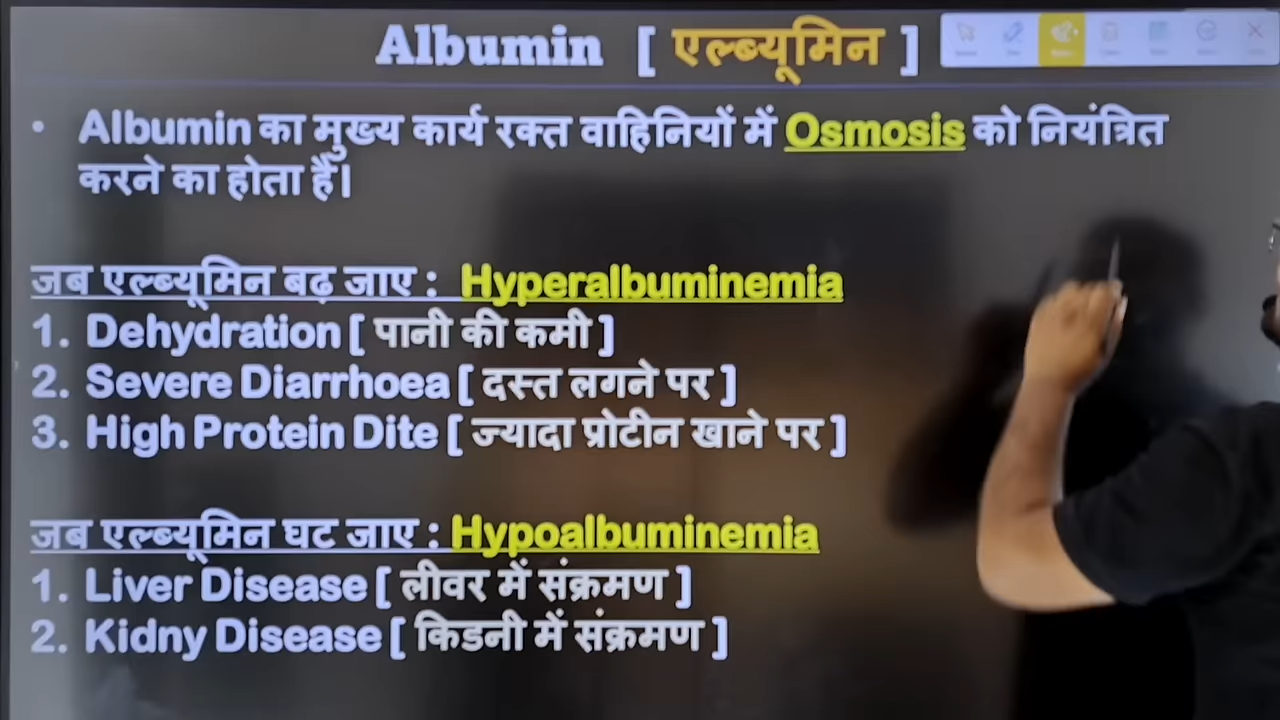 Albumin [ एल्ब्यूमिन ]
• Albumin का मुख्य कार्य रक्त वाहिनियों में Osmosis को नियंत्रित
करने का होता हैं।
जब एल्ब्यूमिन बढ़ जाए : Hyperalbuminemia
1. Dehydration [ पानी की कमी ]
2. Severe Diarrhoea [ दस्त लगने पर ]
3. High Protein Dite [ ज्यादा प्रोटीन खाने पर ]
जब एल्ब्यूमिन घट जाए : Hypoalbuminemia
1. Liver Disease [ लीवर में संक्रमण ]
2. Kidny Disease [ किडनी में संक्रमण ]